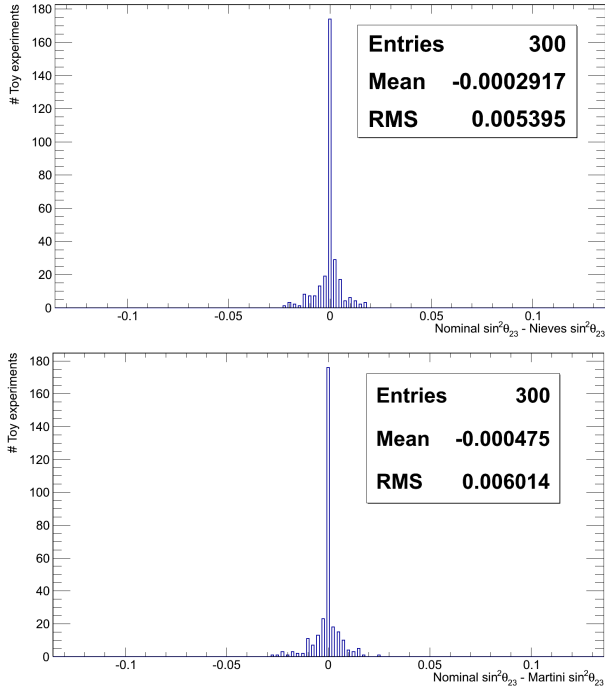 # Toy experiments
180
160
140
120
100
80
60
40
20
0
Entries 300
Mean -0.0002917
RMS 0.005395
-0.1 -0.05 0 0.05 0.1
Nominal sin²θ₂₃ - Nieves sin²θ₂₃
# Toy experiments
180
160
140
120
100
80
60
40
20
0
Entries 300
Mean -0.000475
RMS 0.006014
-0.1 -0.05 0 0.05 0.1
Nominal sin²θ₂₃ - Martini sin²θ₂₃